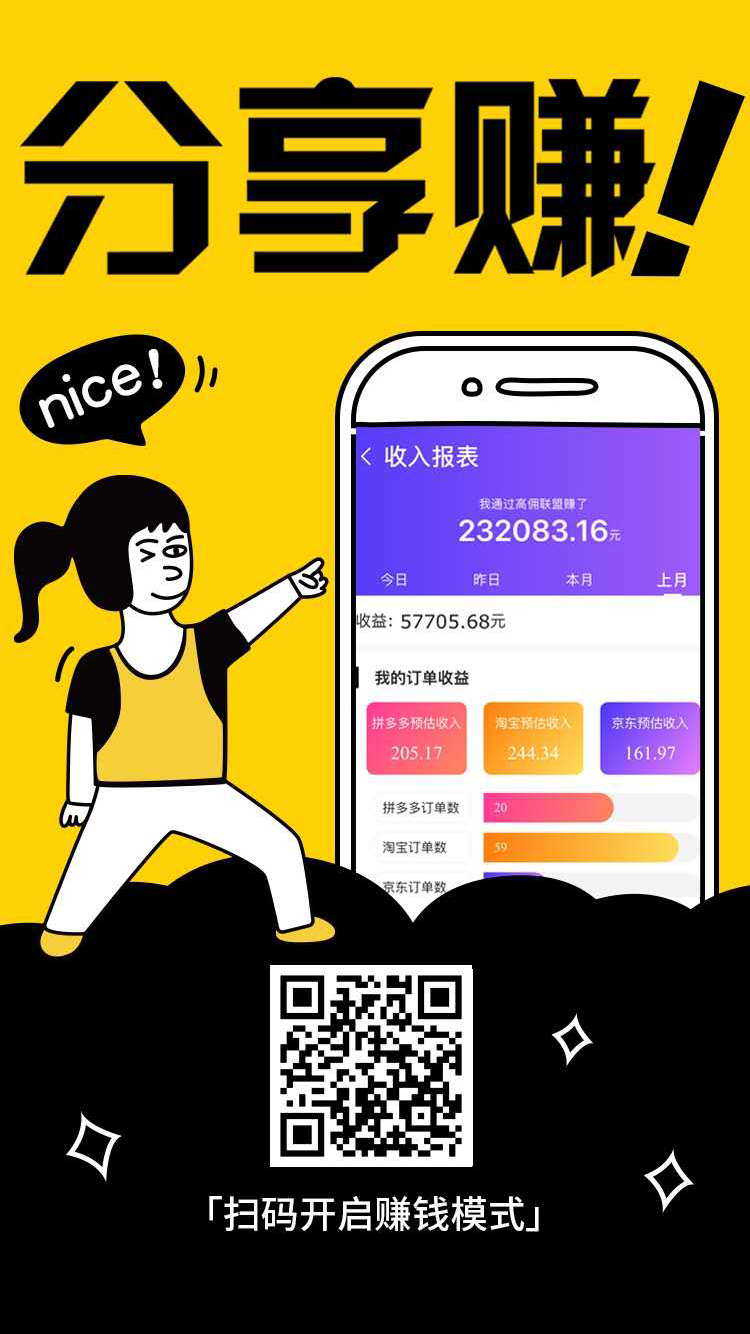 分享赚!
nice!
收入报表
我通过高佣联盟赚了
232083.16元
今日 昨日 本月 上月
收益: 57705.68元
我的订单收益
拼多多预估收入 淘宝预估收入 京东预估收入
205.17 244.34 161.97
拼多多订单数 20
淘宝订单数 59
京东订单数
「扫码开启赚钱模式」